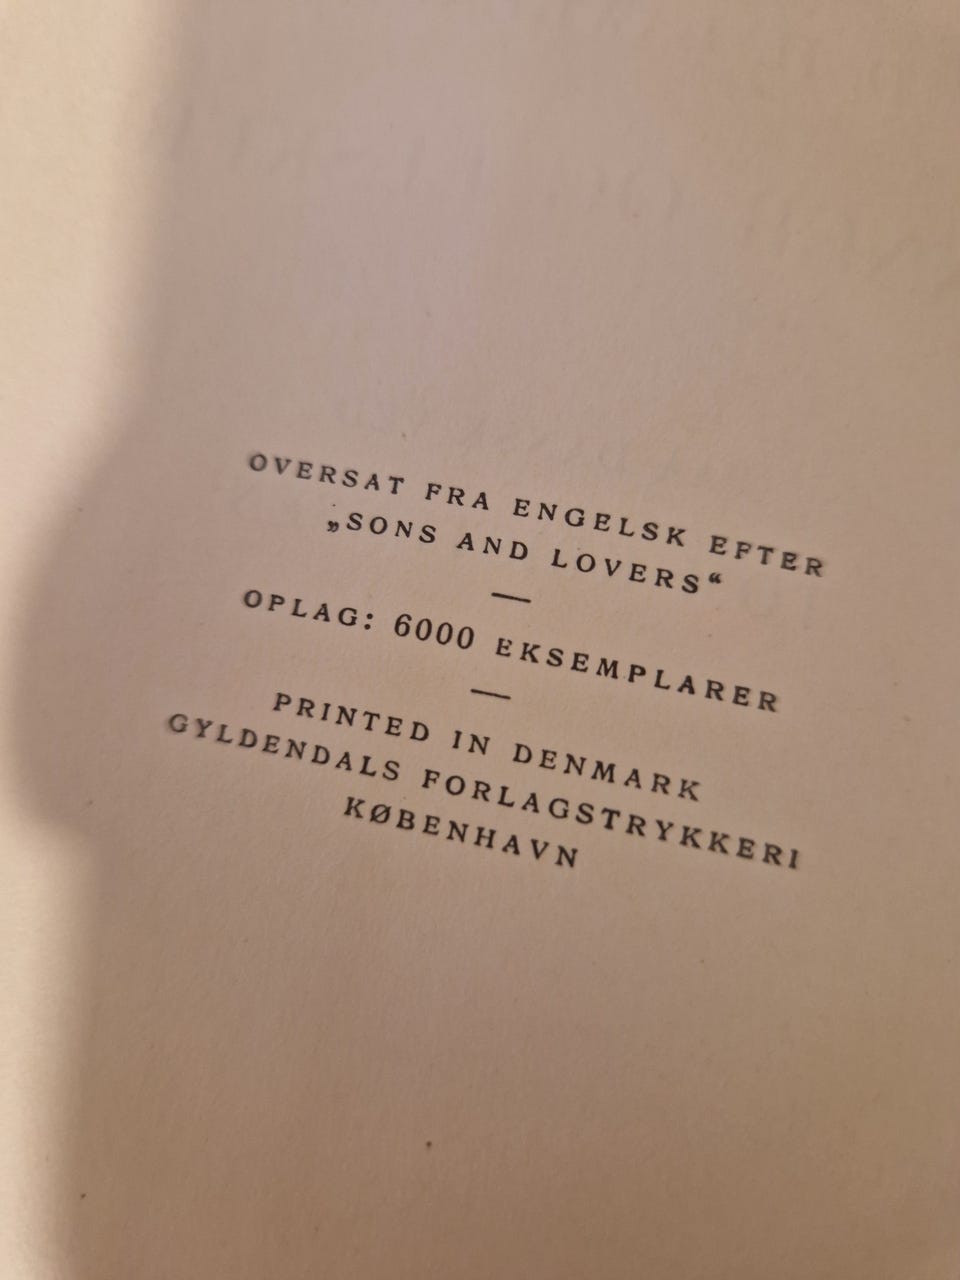 OVERSAT FRA ENGELSK EFTER
„SONS AND LOVERS“
—
OPLAG: 6000 EKSEMPLARER
—
PRINTED IN DENMARK
GYLDENDALS FORLAGSTRYKKERI
KØBENHAVN